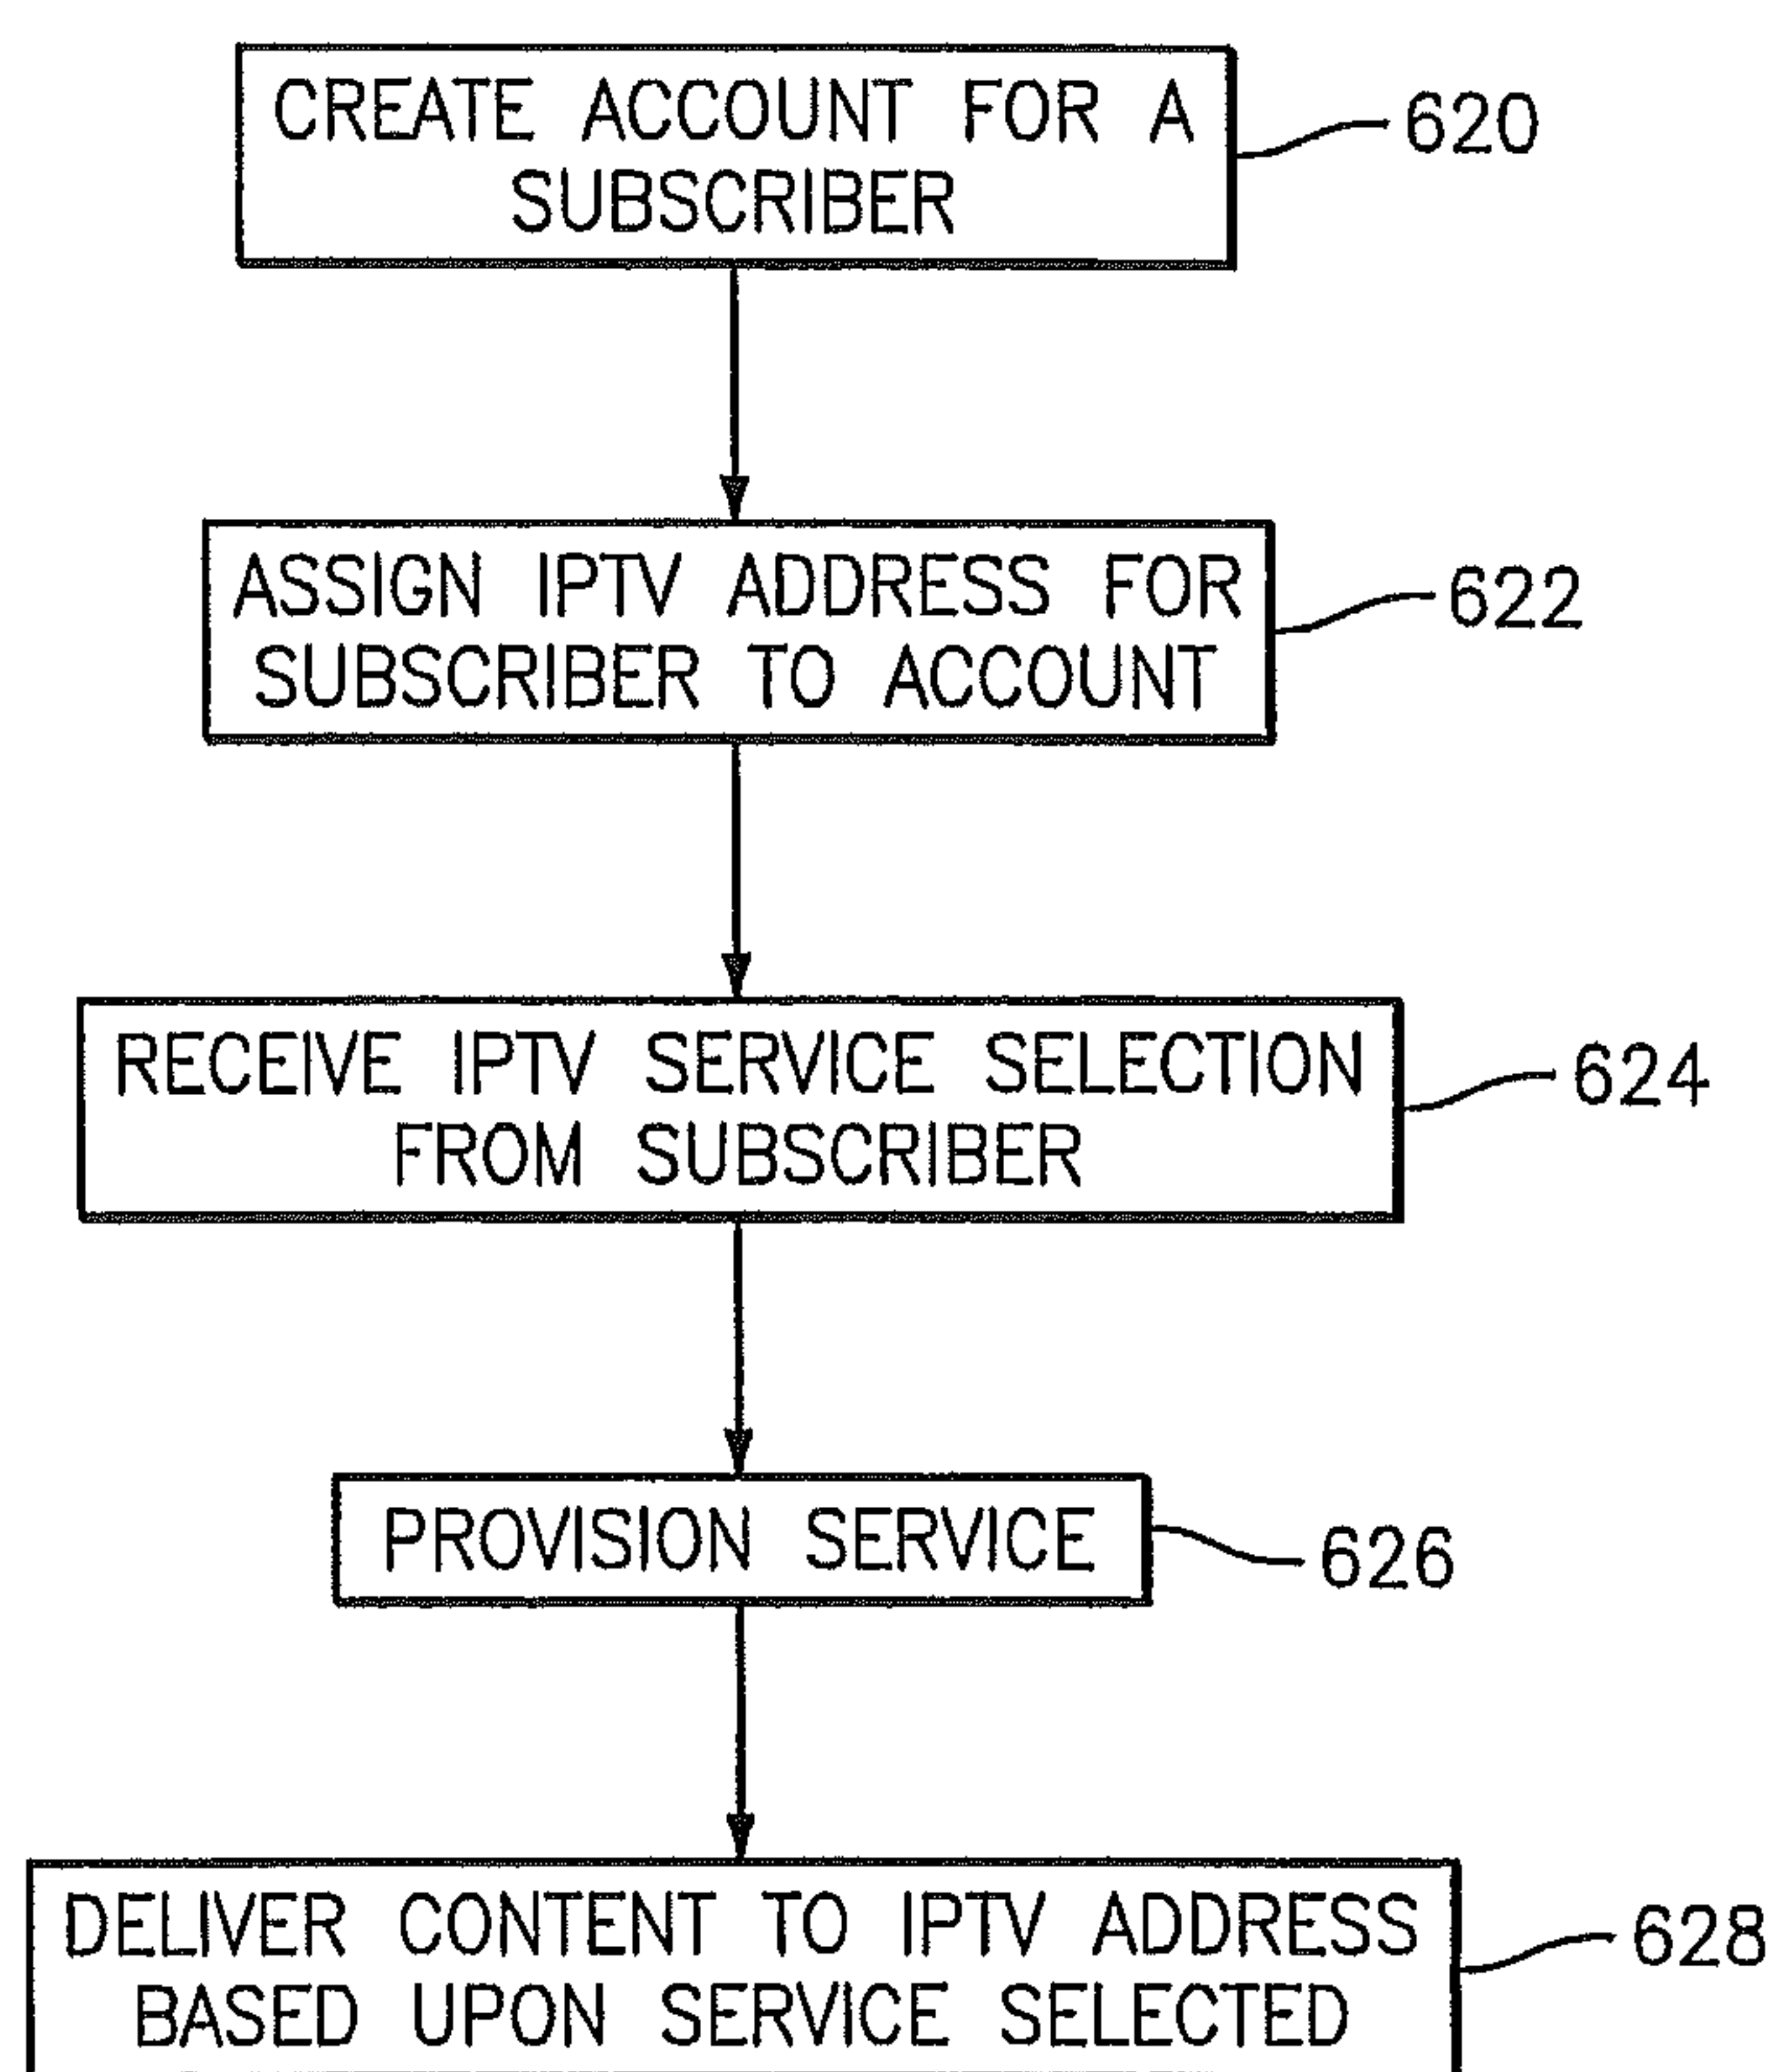 CREATE ACCOUNT FOR A
SUBSCRIBER
620
ASSIGN IPTV ADDRESS FOR
SUBSCRIBER TO ACCOUNT
622
RECEIVE IPTV SERVICE SELECTION
FROM SUBSCRIBER
624
PROVISION SERVICE
626
DELIVER CONTENT TO IPTV ADDRESS
BASED UPON SERVICE SELECTED
628